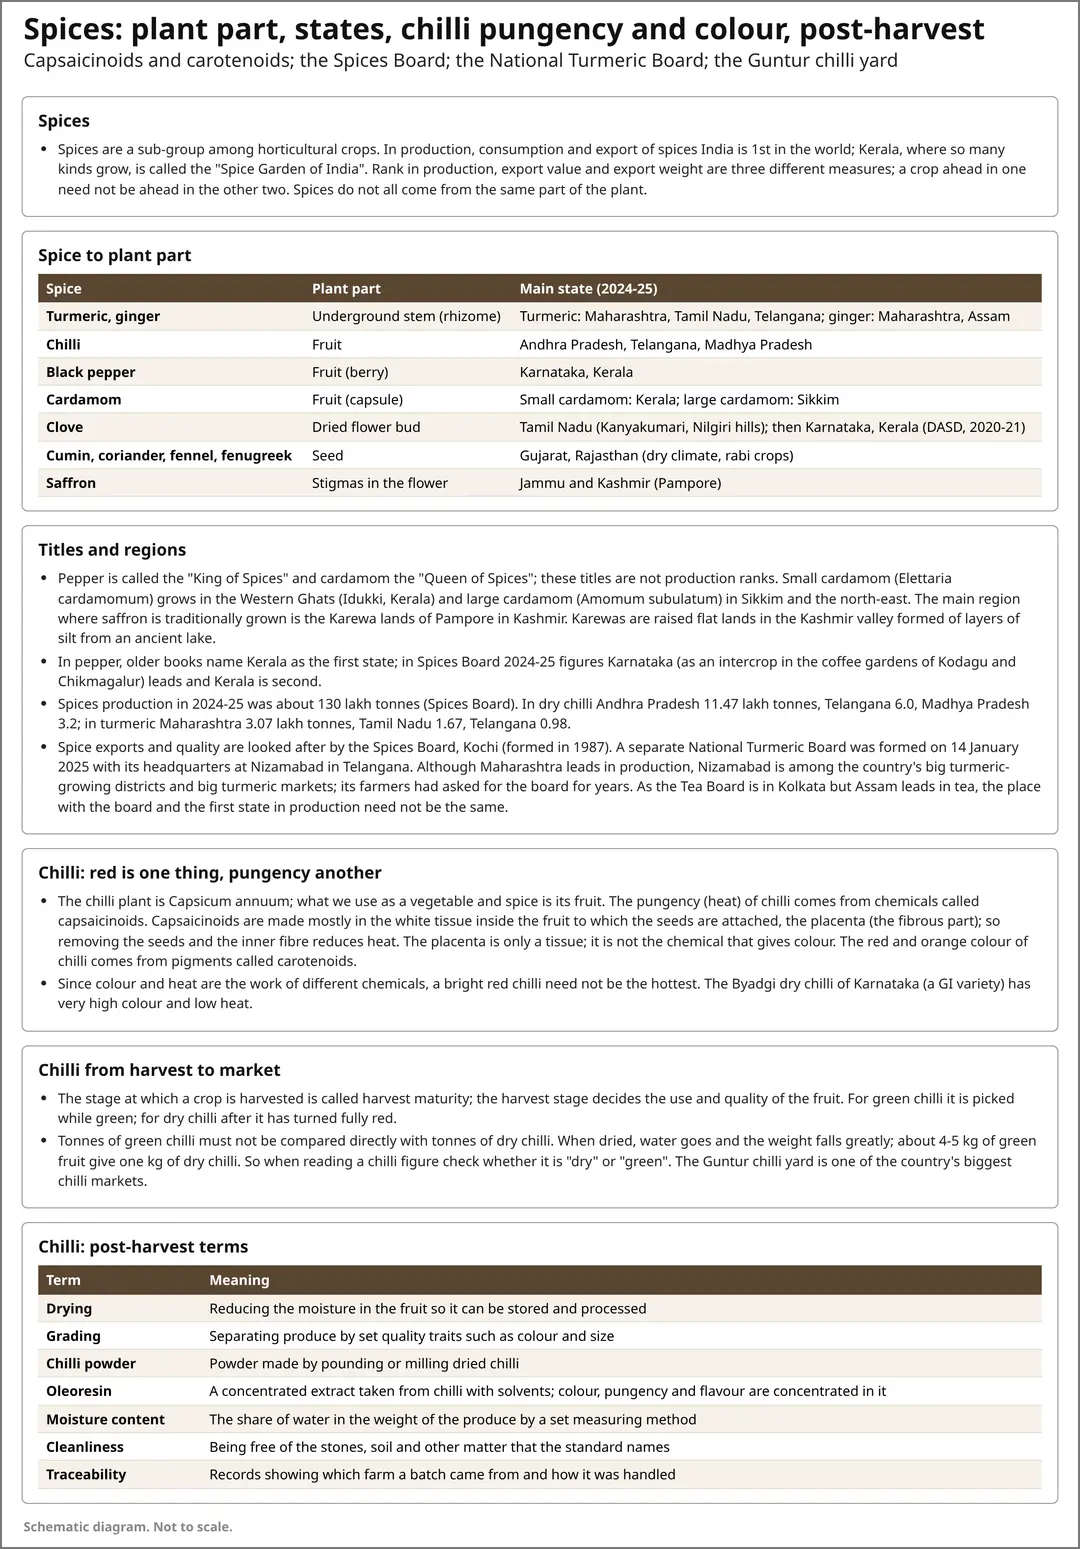 Spices: plant part, states, chilli pungency and colour, post-harvest
Capsaicinoids and carotenoids; the Spices Board; the National Turmeric Board; the Guntur chilli yard
Spices
• Spices are a sub-group among horticultural crops. In production, consumption and export of spices India is 1st in the world; Kerala, where so many
kinds grow, is called the "Spice Garden of India". Rank in production, export value and export weight are three different measures; a crop ahead in one
need not be ahead in the other two. Spices do not all come from the same part of the plant.
Spice to plant part
Spice Plant part Main state (2024-25)
Turmeric, ginger Underground stem (rhizome) Turmeric: Maharashtra, Tamil Nadu, Telangana; ginger: Maharashtra, Assam
Chilli Fruit Andhra Pradesh, Telangana, Madhya Pradesh
Black pepper Fruit (berry) Karnataka, Kerala
Cardamom Fruit (capsule) Small cardamom: Kerala; large cardamom: Sikkim
Clove Dried flower bud Tamil Nadu (Kanyakumari, Nilgiri hills); then Karnataka, Kerala (DASD, 2020-21)
Cumin, coriander, fennel, fenugreek Seed Gujarat, Rajasthan (dry climate, rabi crops)
Saffron Stigmas in the flower Jammu and Kashmir (Pampore)
Titles and regions
• Pepper is called the "King of Spices" and cardamom the "Queen of Spices"; these titles are not production ranks. Small cardamom (Elettaria
cardamomum) grows in the Western Ghats (Idukki, Kerala) and large cardamom (Amomum subulatum) in Sikkim and the north-east. The main region
where saffron is traditionally grown is the Karewa lands of Pampore in Kashmir. Karewas are raised flat lands in the Kashmir valley formed of layers of
silt from an ancient lake.
• In pepper, older books name Kerala as the first state; in Spices Board 2024-25 figures Karnataka (as an intercrop in the coffee gardens of Kodagu and
Chikmagalur) leads and Kerala is second.
• Spices production in 2024-25 was about 130 lakh tonnes (Spices Board). In dry chilli Andhra Pradesh 11.47 lakh tonnes, Telangana 6.0, Madhya Pradesh
3.2; in turmeric Maharashtra 3.07 lakh tonnes, Tamil Nadu 1.67, Telangana 0.98.
• Spice exports and quality are looked after by the Spices Board, Kochi (formed in 1987). A separate National Turmeric Board was formed on 14 January
2025 with its headquarters at Nizamabad in Telangana. Although Maharashtra leads in production, Nizamabad is among the country's big turmeric-
growing districts and big turmeric markets; its farmers had asked for the board for years. As the Tea Board is in Kolkata but Assam leads in tea, the place
with the board and the first state in production need not be the same.
Chilli: red is one thing, pungency another
• The chilli plant is Capsicum annuum; what we use as a vegetable and spice is its fruit. The pungency (heat) of chilli comes from chemicals called
capsaicinoids. Capsaicinoids are made mostly in the white tissue inside the fruit to which the seeds are attached, the placenta (the fibrous part); so
removing the seeds and the inner fibre reduces heat. The placenta is only a tissue; it is not the chemical that gives colour. The red and orange colour of
chilli comes from pigments called carotenoids.
• Since colour and heat are the work of different chemicals, a bright red chilli need not be the hottest. The Byadgi dry chilli of Karnataka (a GI variety) has
very high colour and low heat.
Chilli from harvest to market
• The stage at which a crop is harvested is called harvest maturity; the harvest stage decides the use and quality of the fruit. For green chilli it is picked
while green; for dry chilli after it has turned fully red.
• Tonnes of green chilli must not be compared directly with tonnes of dry chilli. When dried, water goes and the weight falls greatly; about 4-5 kg of green
fruit give one kg of dry chilli. So when reading a chilli figure check whether it is "dry" or "green". The Guntur chilli yard is one of the country's biggest
chilli markets.
Chilli: post-harvest terms
Term Meaning
Drying Reducing the moisture in the fruit so it can be stored and processed
Grading Separating produce by set quality traits such as colour and size
Chilli powder Powder made by pounding or milling dried chilli
Oleoresin A concentrated extract taken from chilli with solvents; colour, pungency and flavour are concentrated in it
Moisture content The share of water in the weight of the produce by a set measuring method
Cleanliness Being free of the stones, soil and other matter that the standard names
Traceability Records showing which farm a batch came from and how it was handled
Schematic diagram. Not to scale.